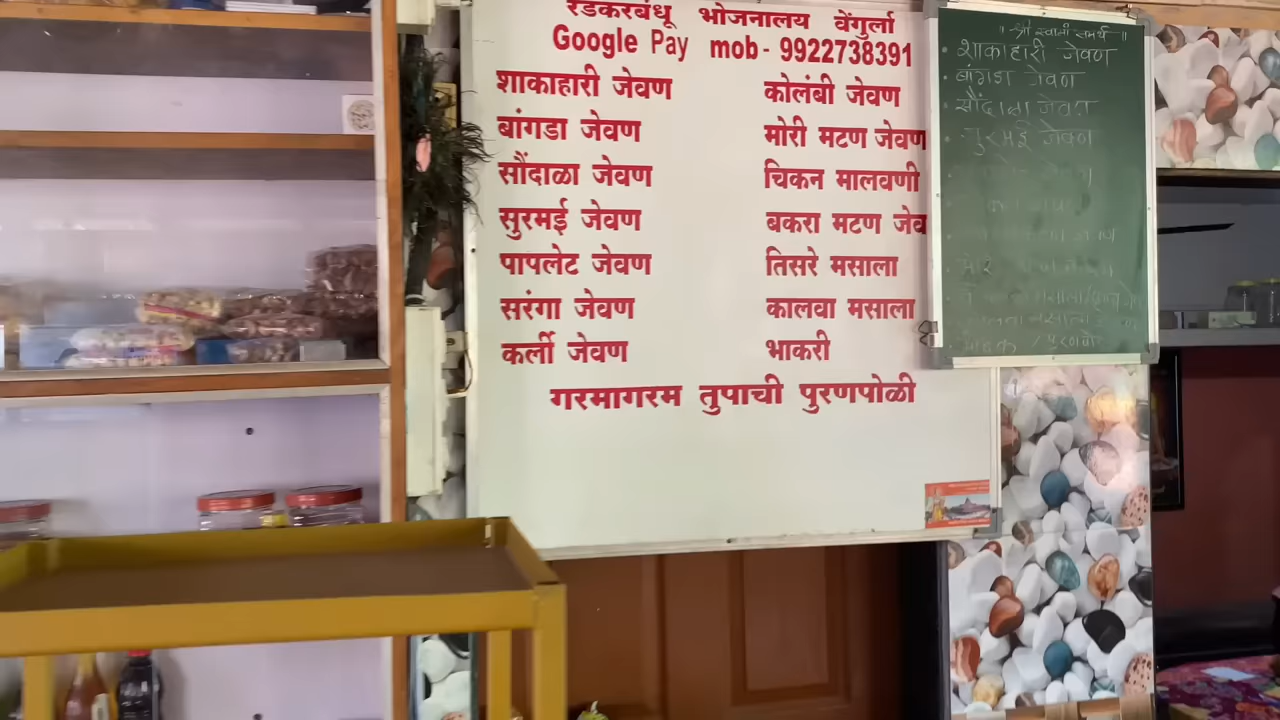 रेडकरबंधू भोजनालय वेंगुर्ला
Google Pay mob - 9922738391
शाकाहारी जेवण
बांगडा जेवण
सौंदाळा जेवण
सुरमई जेवण
पापलेट जेवण
सरंगा जेवण
कर्ली जेवण
कोलंबी जेवण
मोरी मटण जेवण
चिकन मालवणी
बकरा मटण जेव
तिसरे मसाला
कालवा मसाला
भाकरी
गरमागरम तुपाची पुरणपोळी
॥ श्री स्वामी समर्थ ॥
शाकाहारी जेवण
बांगडा जेवण
सौंदाळा जेवण
सुरमई जेवण